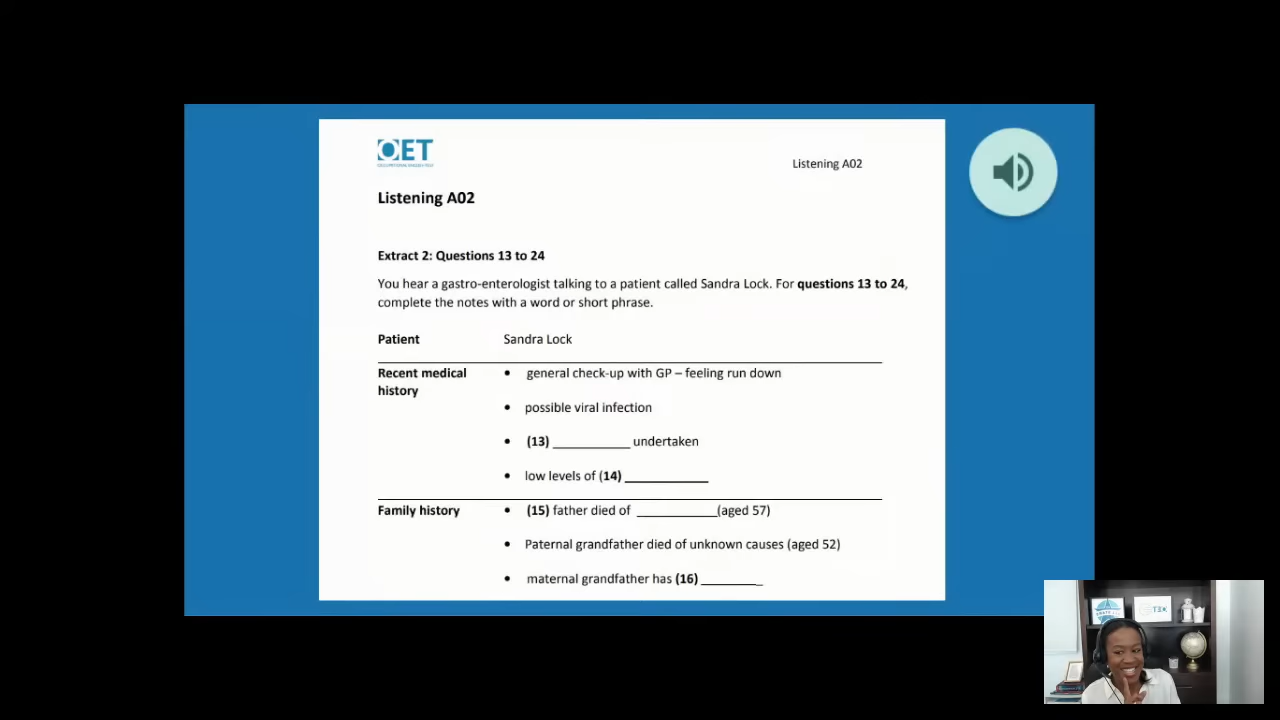 OET
Listening A02
Listening A02
Extract 2: Questions 13 to 24
You hear a gastro-enterologist talking to a patient called Sandra Lock. For questions 13 to 24,
complete the notes with a word or short phrase.
Patient Sandra Lock
Recent medical history
• general check-up with GP – feeling run down
• possible viral infection
• (13) ___________ undertaken
• low levels of (14) ____________
Family history
• (15) father died of ___________(aged 57)
• Paternal grandfather died of unknown causes (aged 52)
• maternal grandfather has (16) _________